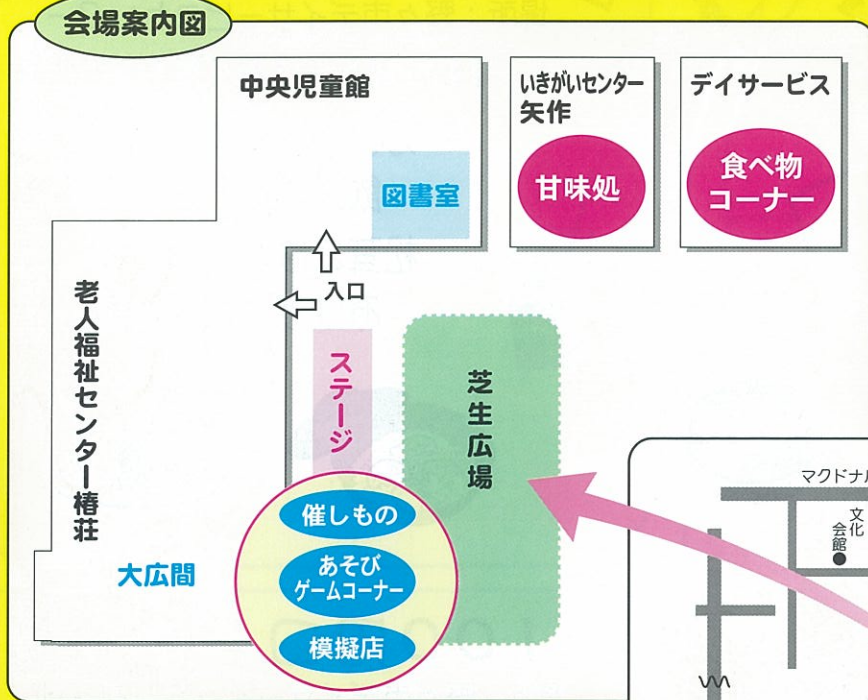 会場案内図
中央児童館
図書室
いきがいセンター
矢作
甘味処
デイサービス
食べ物
コーナー
入口
老人福祉センター椿荘
ステージ
芝生広場
催しもの
あそび
ゲームコーナー
模擬店
大広間
マクドナル
文化
会館